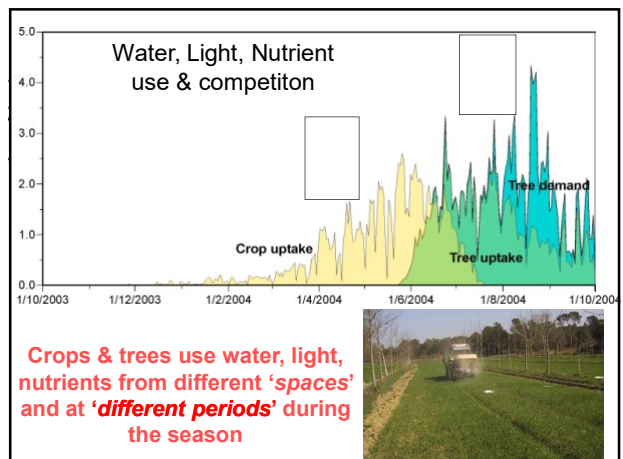 Water, Light, Nutrient
use & competiton
5.0
4.0
3.0
2.0
1.0
0.0
Crop uptake
Tree demand
Tree uptake
1/10/2003
1/12/2003
1/2/2004
1/4/2004
1/6/2004
1/8/2004
1/10/2004
Crops & trees use water, light,
nutrients from different ‘spaces’
and at ‘different periods’ during
the season